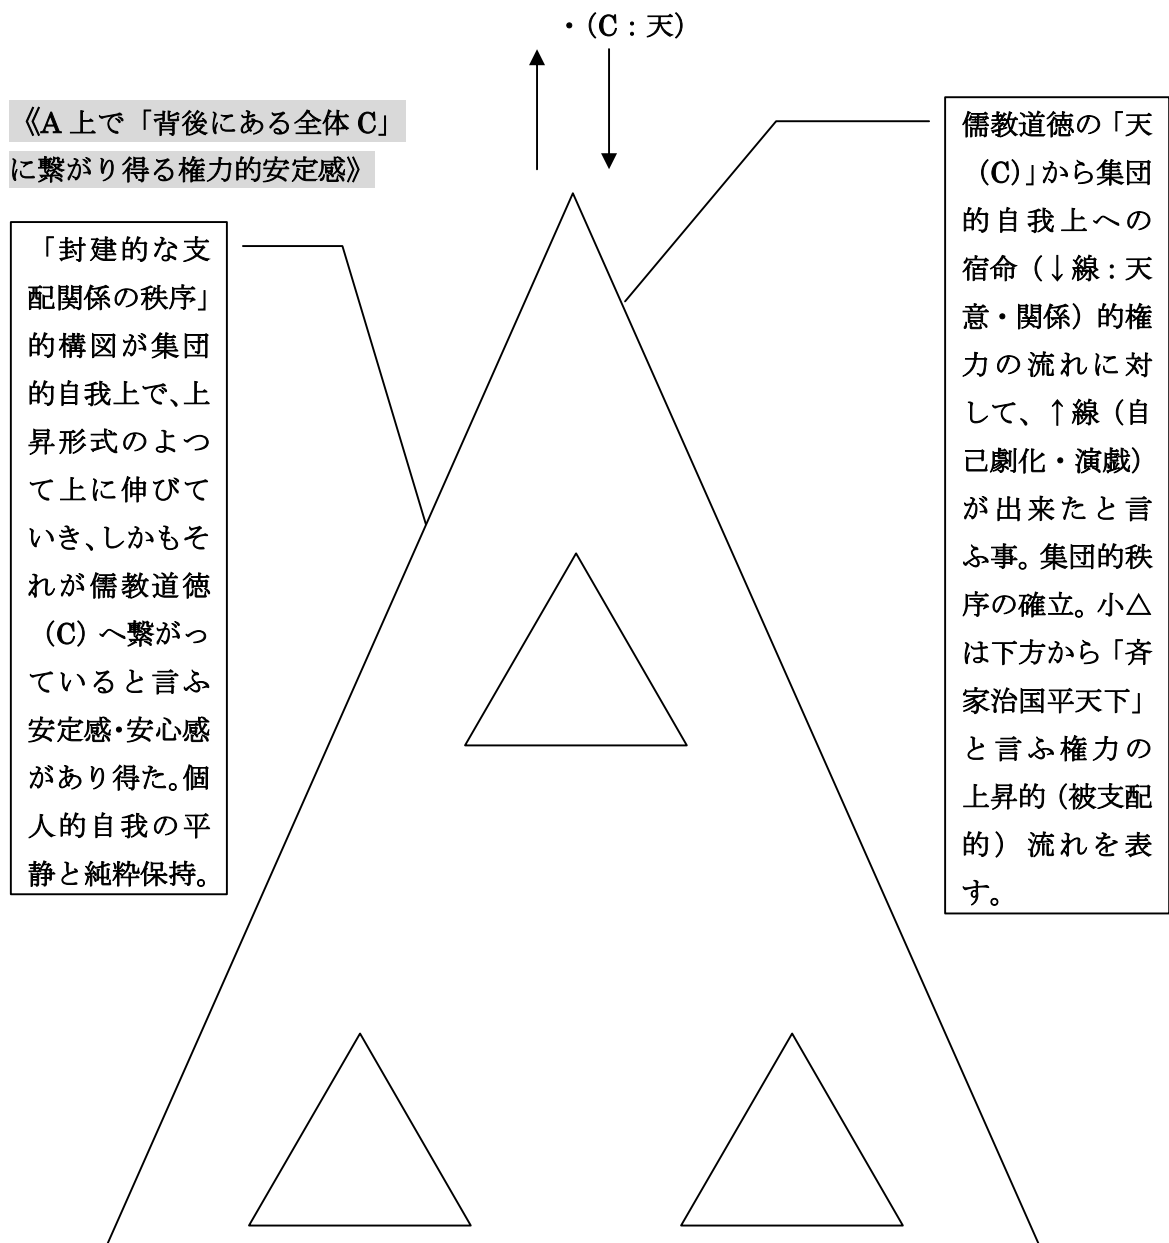 ・(C：天)
《A 上で「背後にある全体 C」
に繋がり得る権力的安定感》
「封建的な支
配関係の秩序」
的構図が集団
的自我上で、上
昇形式のよつ
て上に伸びて
いき、しかもそ
れが儒教道徳
（C）へ繋がっ
ていると言ふ
安定感・安心感
があり得た。個
人的自我の平
静と純粋保持。
儒教道徳の「天
（C）」から集団
的自我上への
宿命（↓線：天
意・関係）的権
力の流れに対
して、↑線（自
己劇化・演戯）
が出来たと言
ふ事。集団的秩
序の確立。小△
は下方から「斉
家治国平天下」
と言ふ権力の
上昇的（被支配
的）流れを表
す。